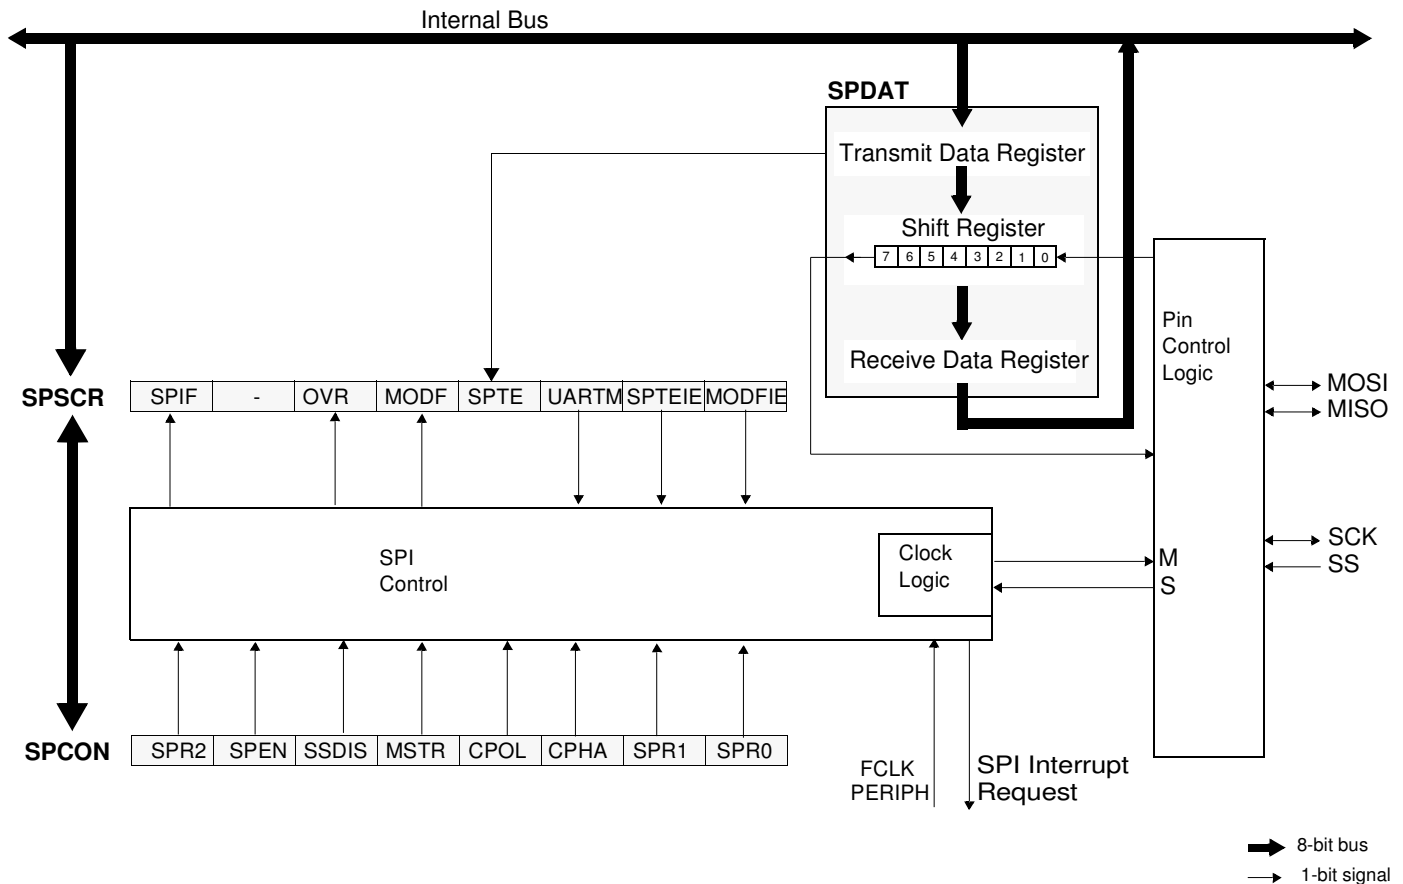 Internal Bus
SPDAT
Transmit Data Register
Shift Register
7 6 5 4 3 2 1 0
Receive Data Register
Pin
Control
Logic
MOSI
MISO
SPSCR
SPIF - OVR MODF SPTE UARTM SPTEIE MODFIE
SPI
Control
Clock
Logic
M
S
SCK
SS
SPCON
SPR2 SPEN SSDIS MSTR CPOL CPHA SPR1 SPR0
FCLK
PERIPH
SPI Interrupt
Request
8-bit bus
1-bit signal